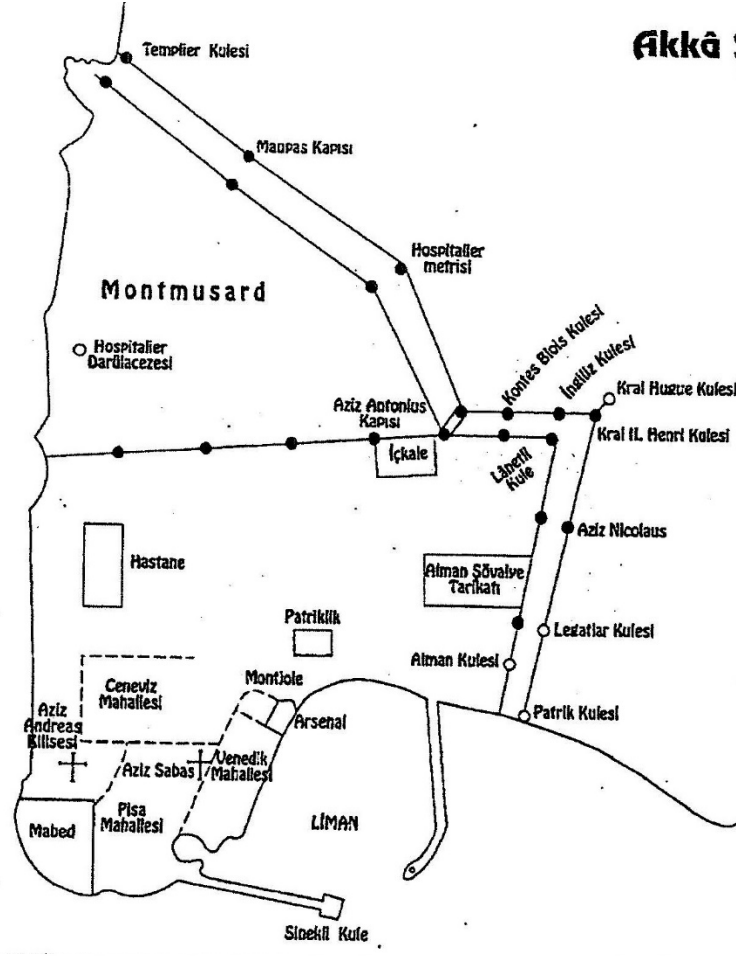 Akkâ
Templier Kulesi
Maupas Kapısı
Hospitalier
metrisi
Montmusard
Hospitalier
Darülacezesi
Kontes Blois Kulesi
İngiliz Kulesi
Kral Hugue Kulesi
Aziz Antonius
Kapısı
Kral II. Henri Kulesi
İçkale
Lânetli
Kule
Aziz Nicolaus
Hastane
Alman Şövalye
Tarikatı
Patriklik
Legatlar Kulesi
Alman Kulesi
Montjoie
Ceneviz
Mahallesi
Patrik Kulesi
Aziz
Andreas
Kilisesi
Arsenal
Aziz Sabas
Venedik
Mahallesi
Pisa
Mahallesi
Mabed
LİMAN
Sinekli Kule